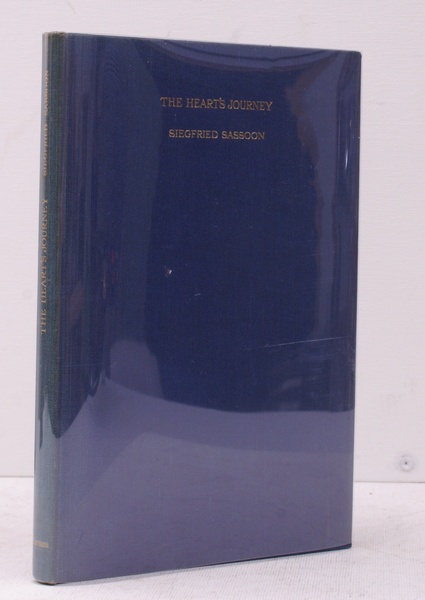 THE HEART'S JOURNEY
SIEGFRIED SASSOON
THE HEART'S JOURNEY SIEGFRIED SASSOON